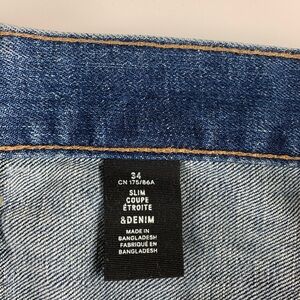 34
CN 175/86A
SLIM
COUPE
ÉTROITE
&DENIM
MADE IN
BANGLADESH
FABRIQUÉ EN
BANGLADESH